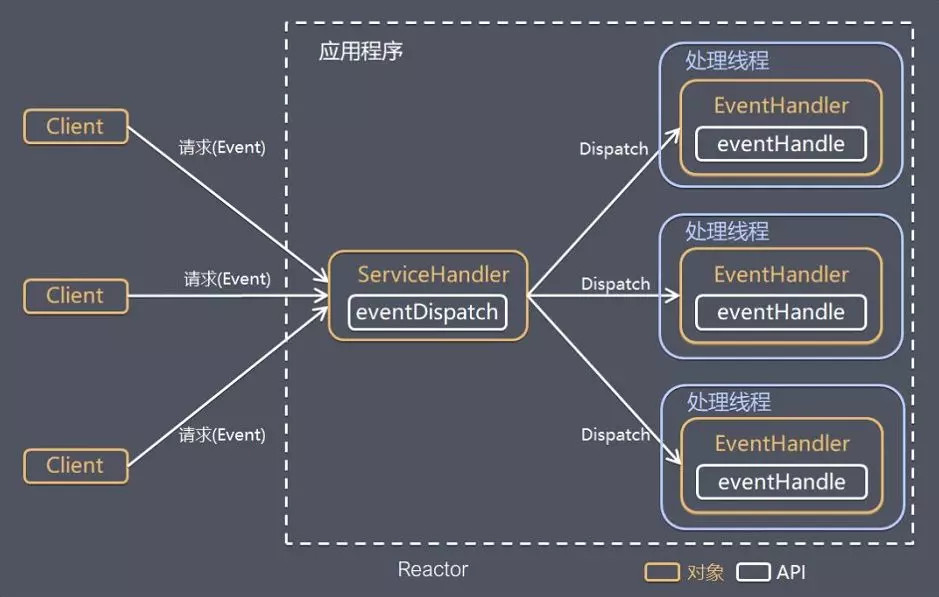 应用程序
处理线程
EventHandler
eventHandle
Client
请求(Event)
Dispatch
处理线程
EventHandler
eventHandle
Client
请求(Event)
ServiceHandler
eventDispatch
Dispatch
处理线程
EventHandler
eventHandle
Client
请求(Event)
Dispatch
Reactor
对象
API